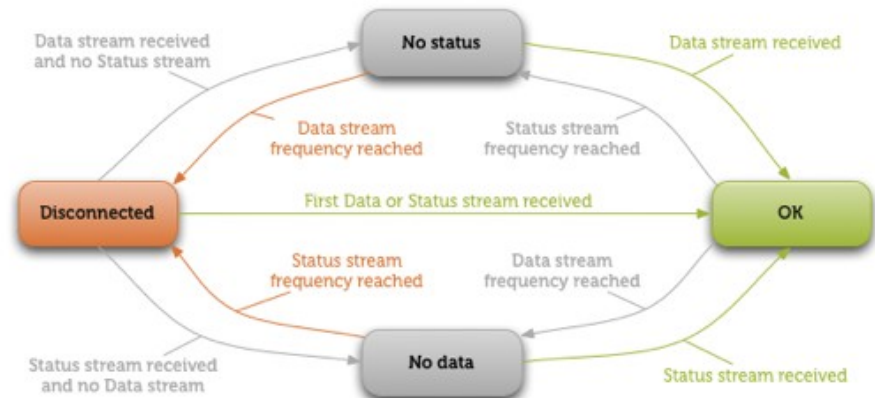 No status
Data stream received
and no Status stream
Data stream received
Data stream
frequency reached
Status stream
frequency reached
Disconnected
First Data or Status stream received
OK
Status stream
frequency reached
Data stream
frequency reached
Status stream received
and no Data stream
No data
Status stream received